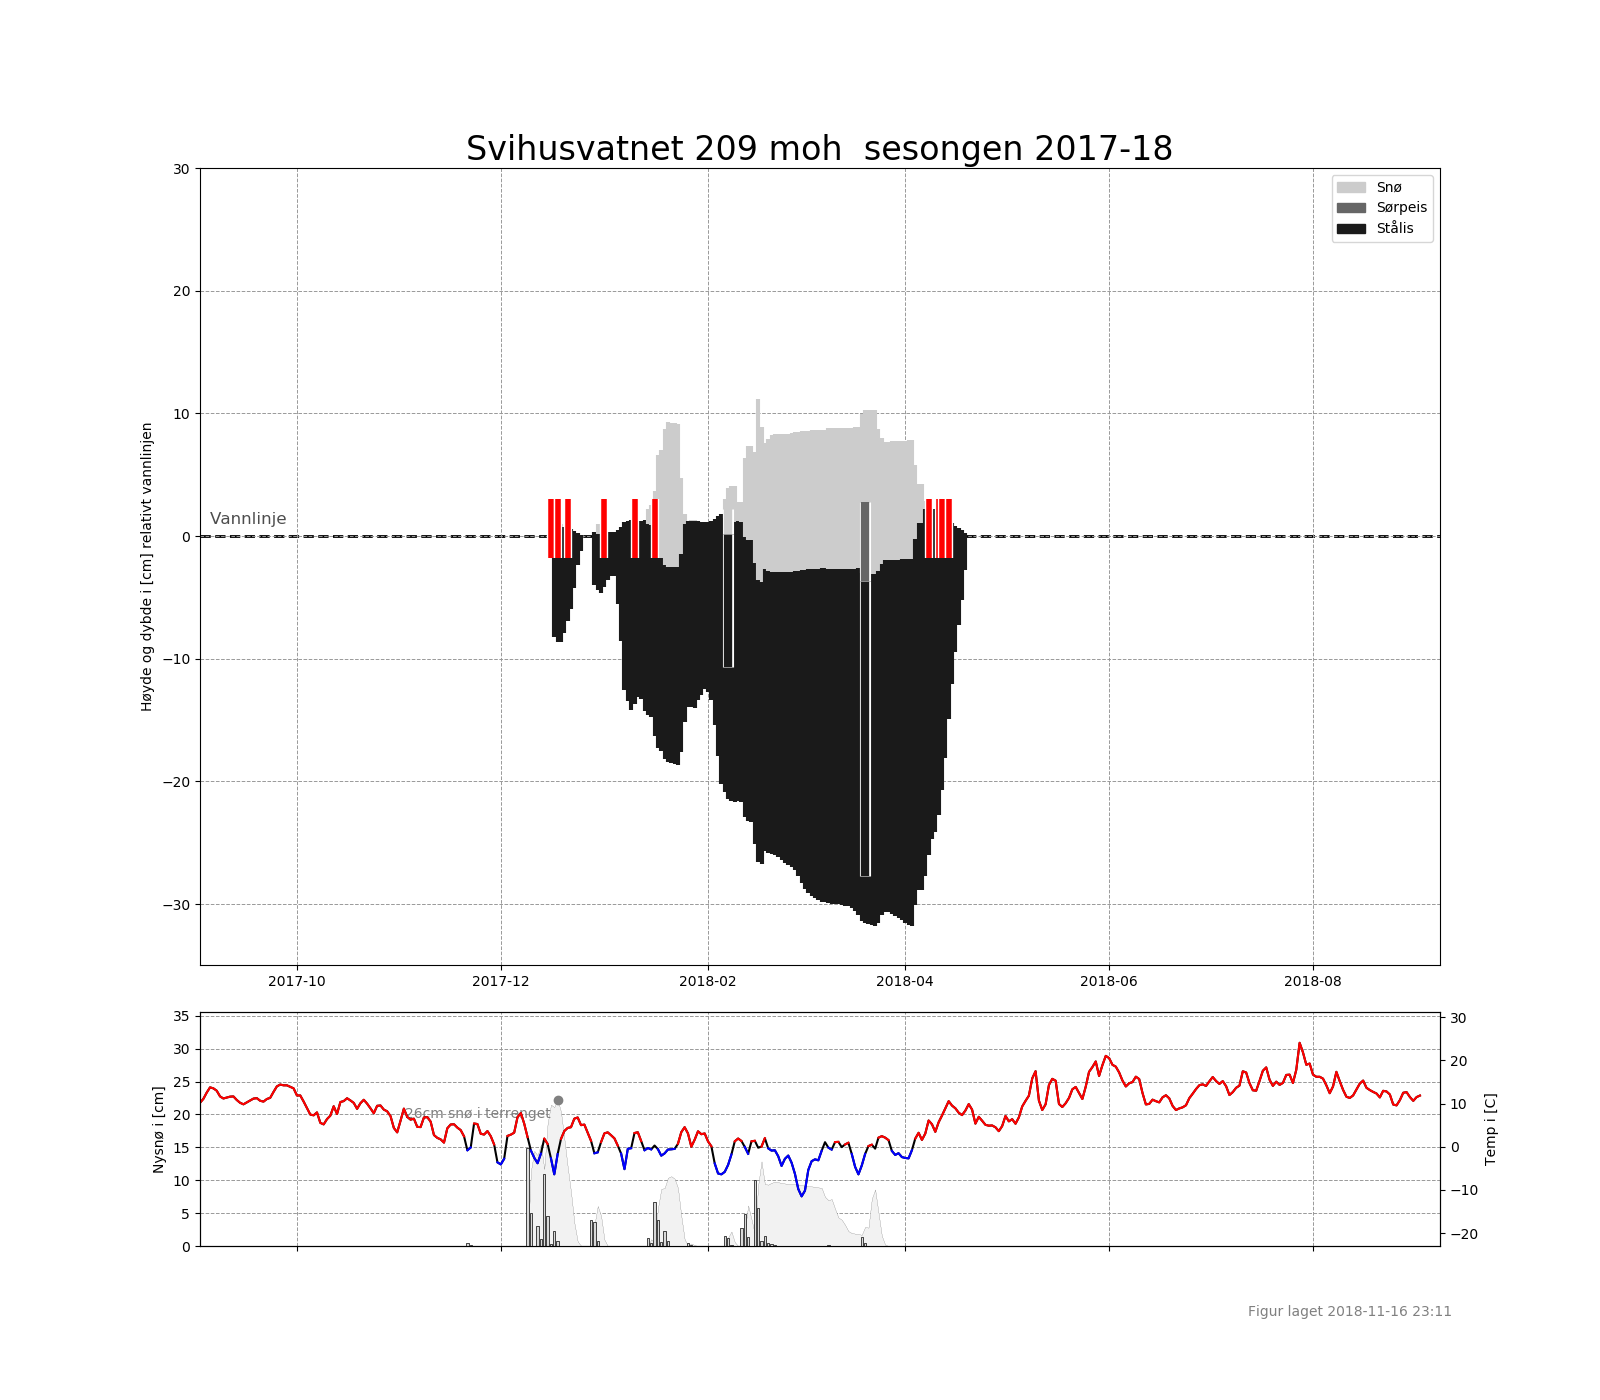 Svihusvatnet 209 moh  sesongen 2017-18
30
20
10
0
−10
−20
−30
Høyde og dybde i [cm] relativt vannlinjen
Snø
Sørpeis
Stålis
Vannlinje
2017-10
2017-12
2018-02
2018-04
2018-06
2018-08
35
30
25
20
15
10
5
0
Nysnø i [cm]
26cm snø i terrenget
30
20
10
0
−10
−20
Temp i [C]
Figur laget 2018-11-16 23:11